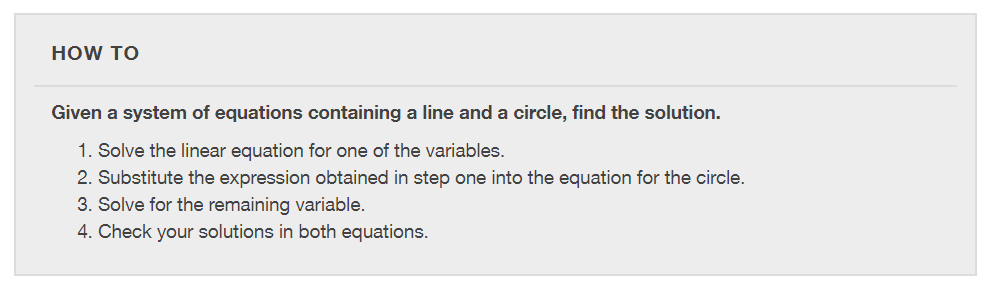 HOW TO
Given a system of equations containing a line and a circle, find the solution.
1. Solve the linear equation for one of the variables.
2. Substitute the expression obtained in step one into the equation for the circle.
3. Solve for the remaining variable.
4. Check your solutions in both equations.